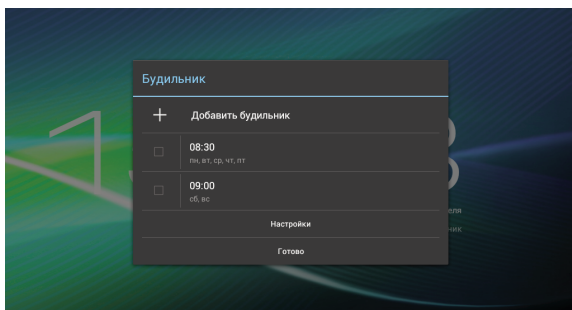 Будильник
Добавить будильник
08:30
пн, вт, ср, чт, пт
09:00
сб, вс
Настройки
Готово